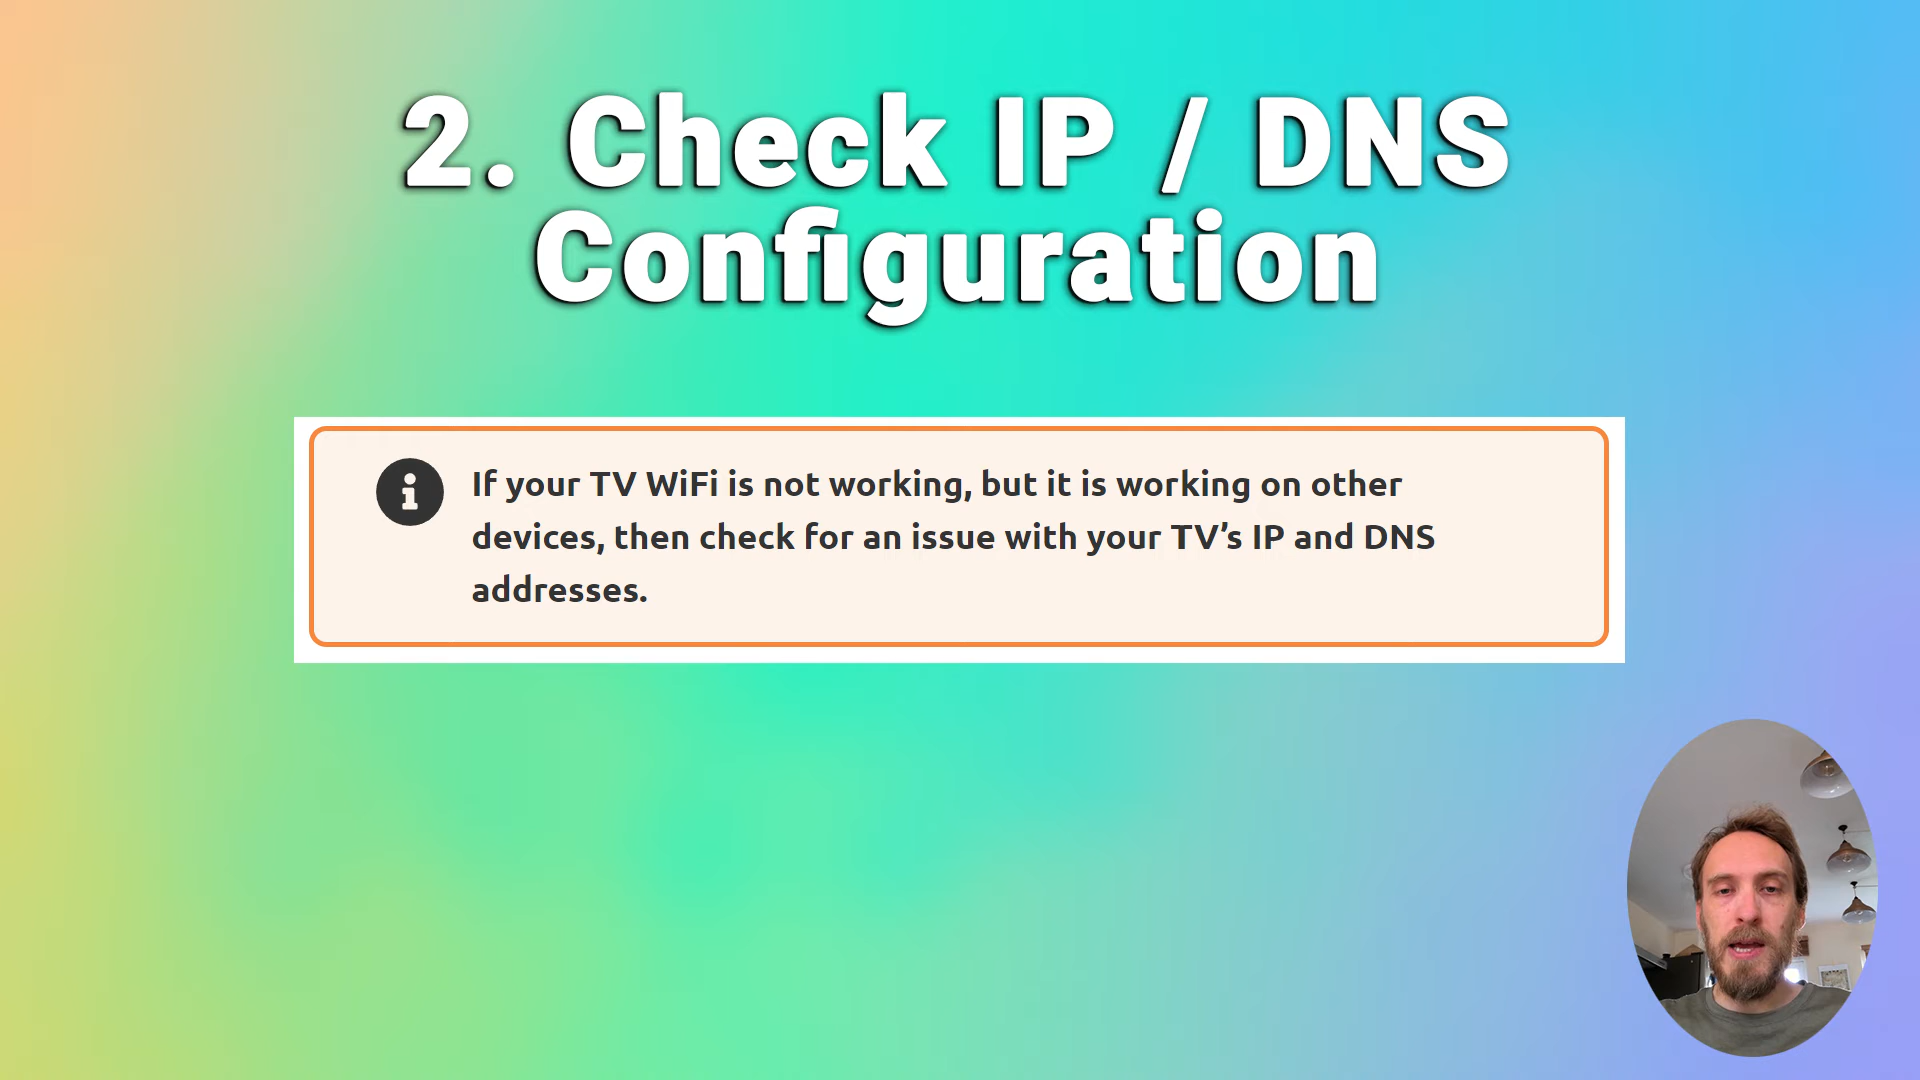 2. Check IP / DNS
Configuration
If your TV WiFi is not working, but it is working on other
devices, then check for an issue with your TV’s IP and DNS
addresses.